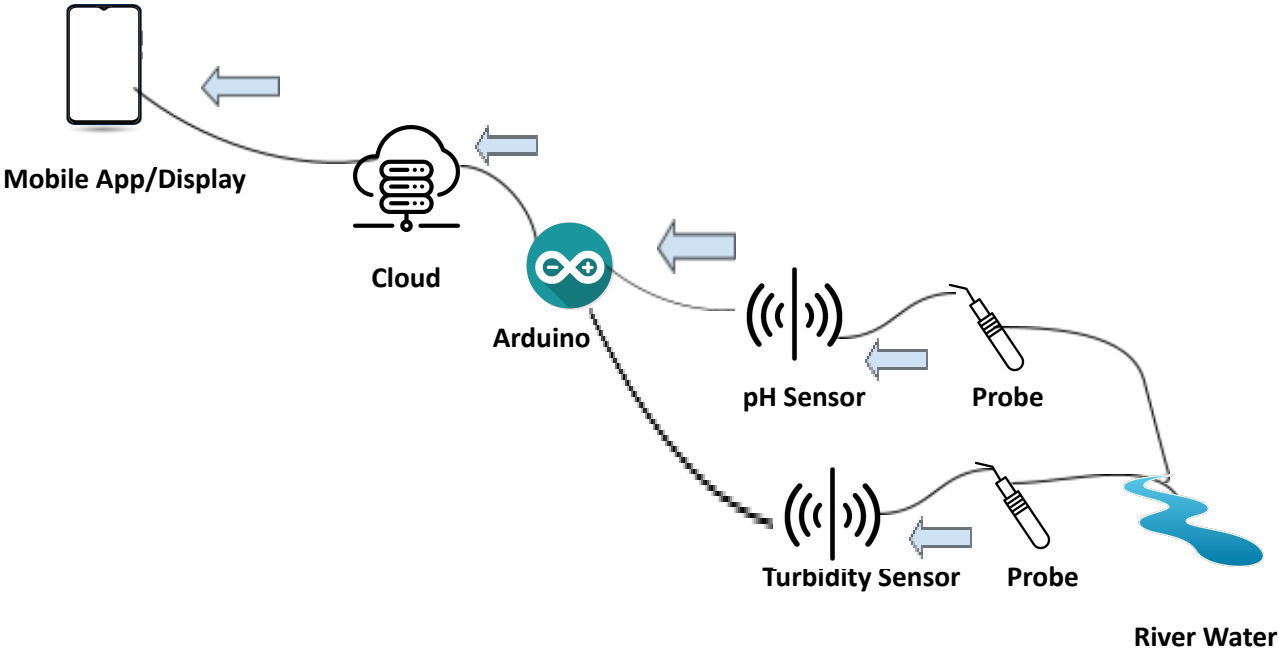 Mobile App/Display
Cloud
Arduino
pH Sensor
Probe
Turbidity Sensor
Probe
River Water